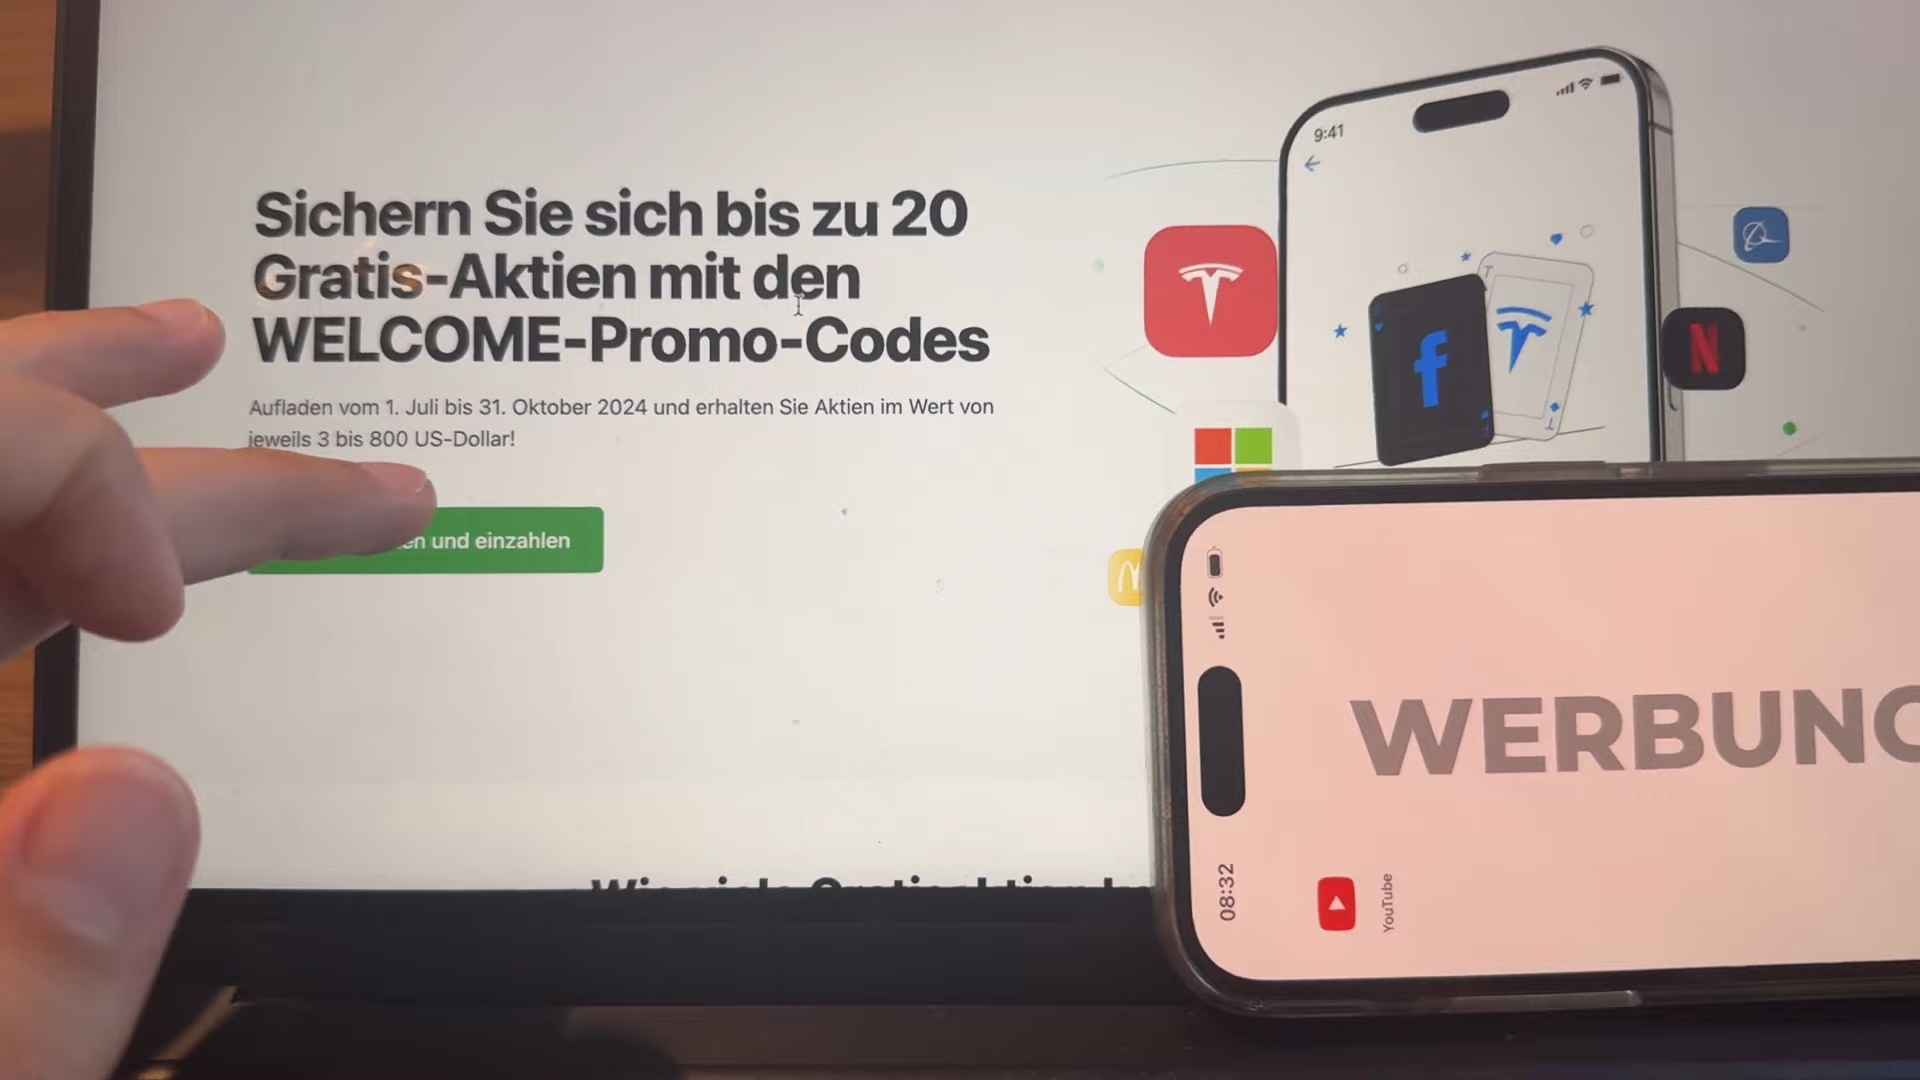 Sichern Sie sich bis zu 20
Gratis-Aktien mit den
WELCOME-Promo-Codes
Aufladen vom 1. Juli bis 31. Oktober 2024 und erhalten Sie Aktien im Wert von
jeweils 3 bis 800 US-Dollar!
und einzahlen
9:41
WERBUNG
08:32
YouTube